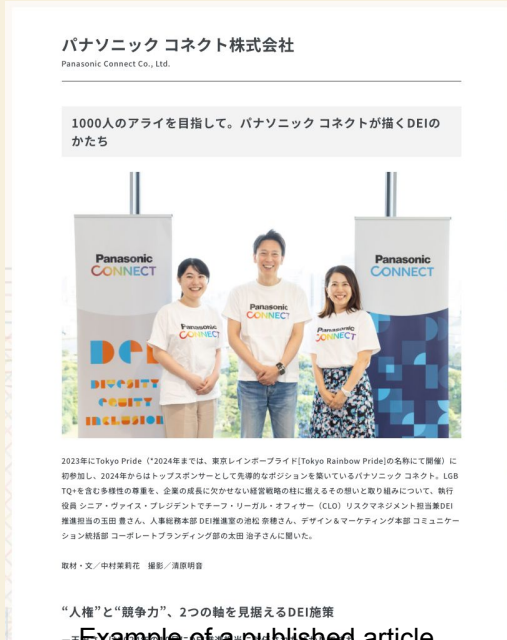 パナソニック コネクト株式会社
Panasonic Connect Co., Ltd.
1000人のアライを目指して。パナソニック コネクトが描くDEIの
かたち
Panasonic
CONNECT
Panasonic
CONNECT
Panasonic
CONNECT
Panasonic
CONNECT
Panasonic
CONNECT
DEI
DIVERSITY
EQUITY
INCLUSION
2023年にTokyo Pride（*2024年までは、東京レインボープライド[Tokyo Rainbow Pride]の名称にて開催）に
初参加し、2024年からはトップスポンサーとして先導的なポジションを築いているパナソニック コネクト。LGB
TQ+を含む多様性の尊重を、企業の成長に欠かせない経営戦略の柱に据えるその想いと取り組みについて、執行
役員 シニア・ヴァイス・プレジデントでチーフ・リーガル・オフィサー（CLO）リスクマネジメント担当兼DEI
推進担当の玉田 豊さん、人事総務本部 DEI推進室の池松 奈穂さん、デザイン＆マーケティング本部 コミュニケー
ション統括部 コーポレートブランディング部の太田 治子さんに聞いた。
取材・文／中村茉莉花　撮影／清原明音
“人権”と“競争力”、2つの軸を見据えるDEI施策
Example of a published article